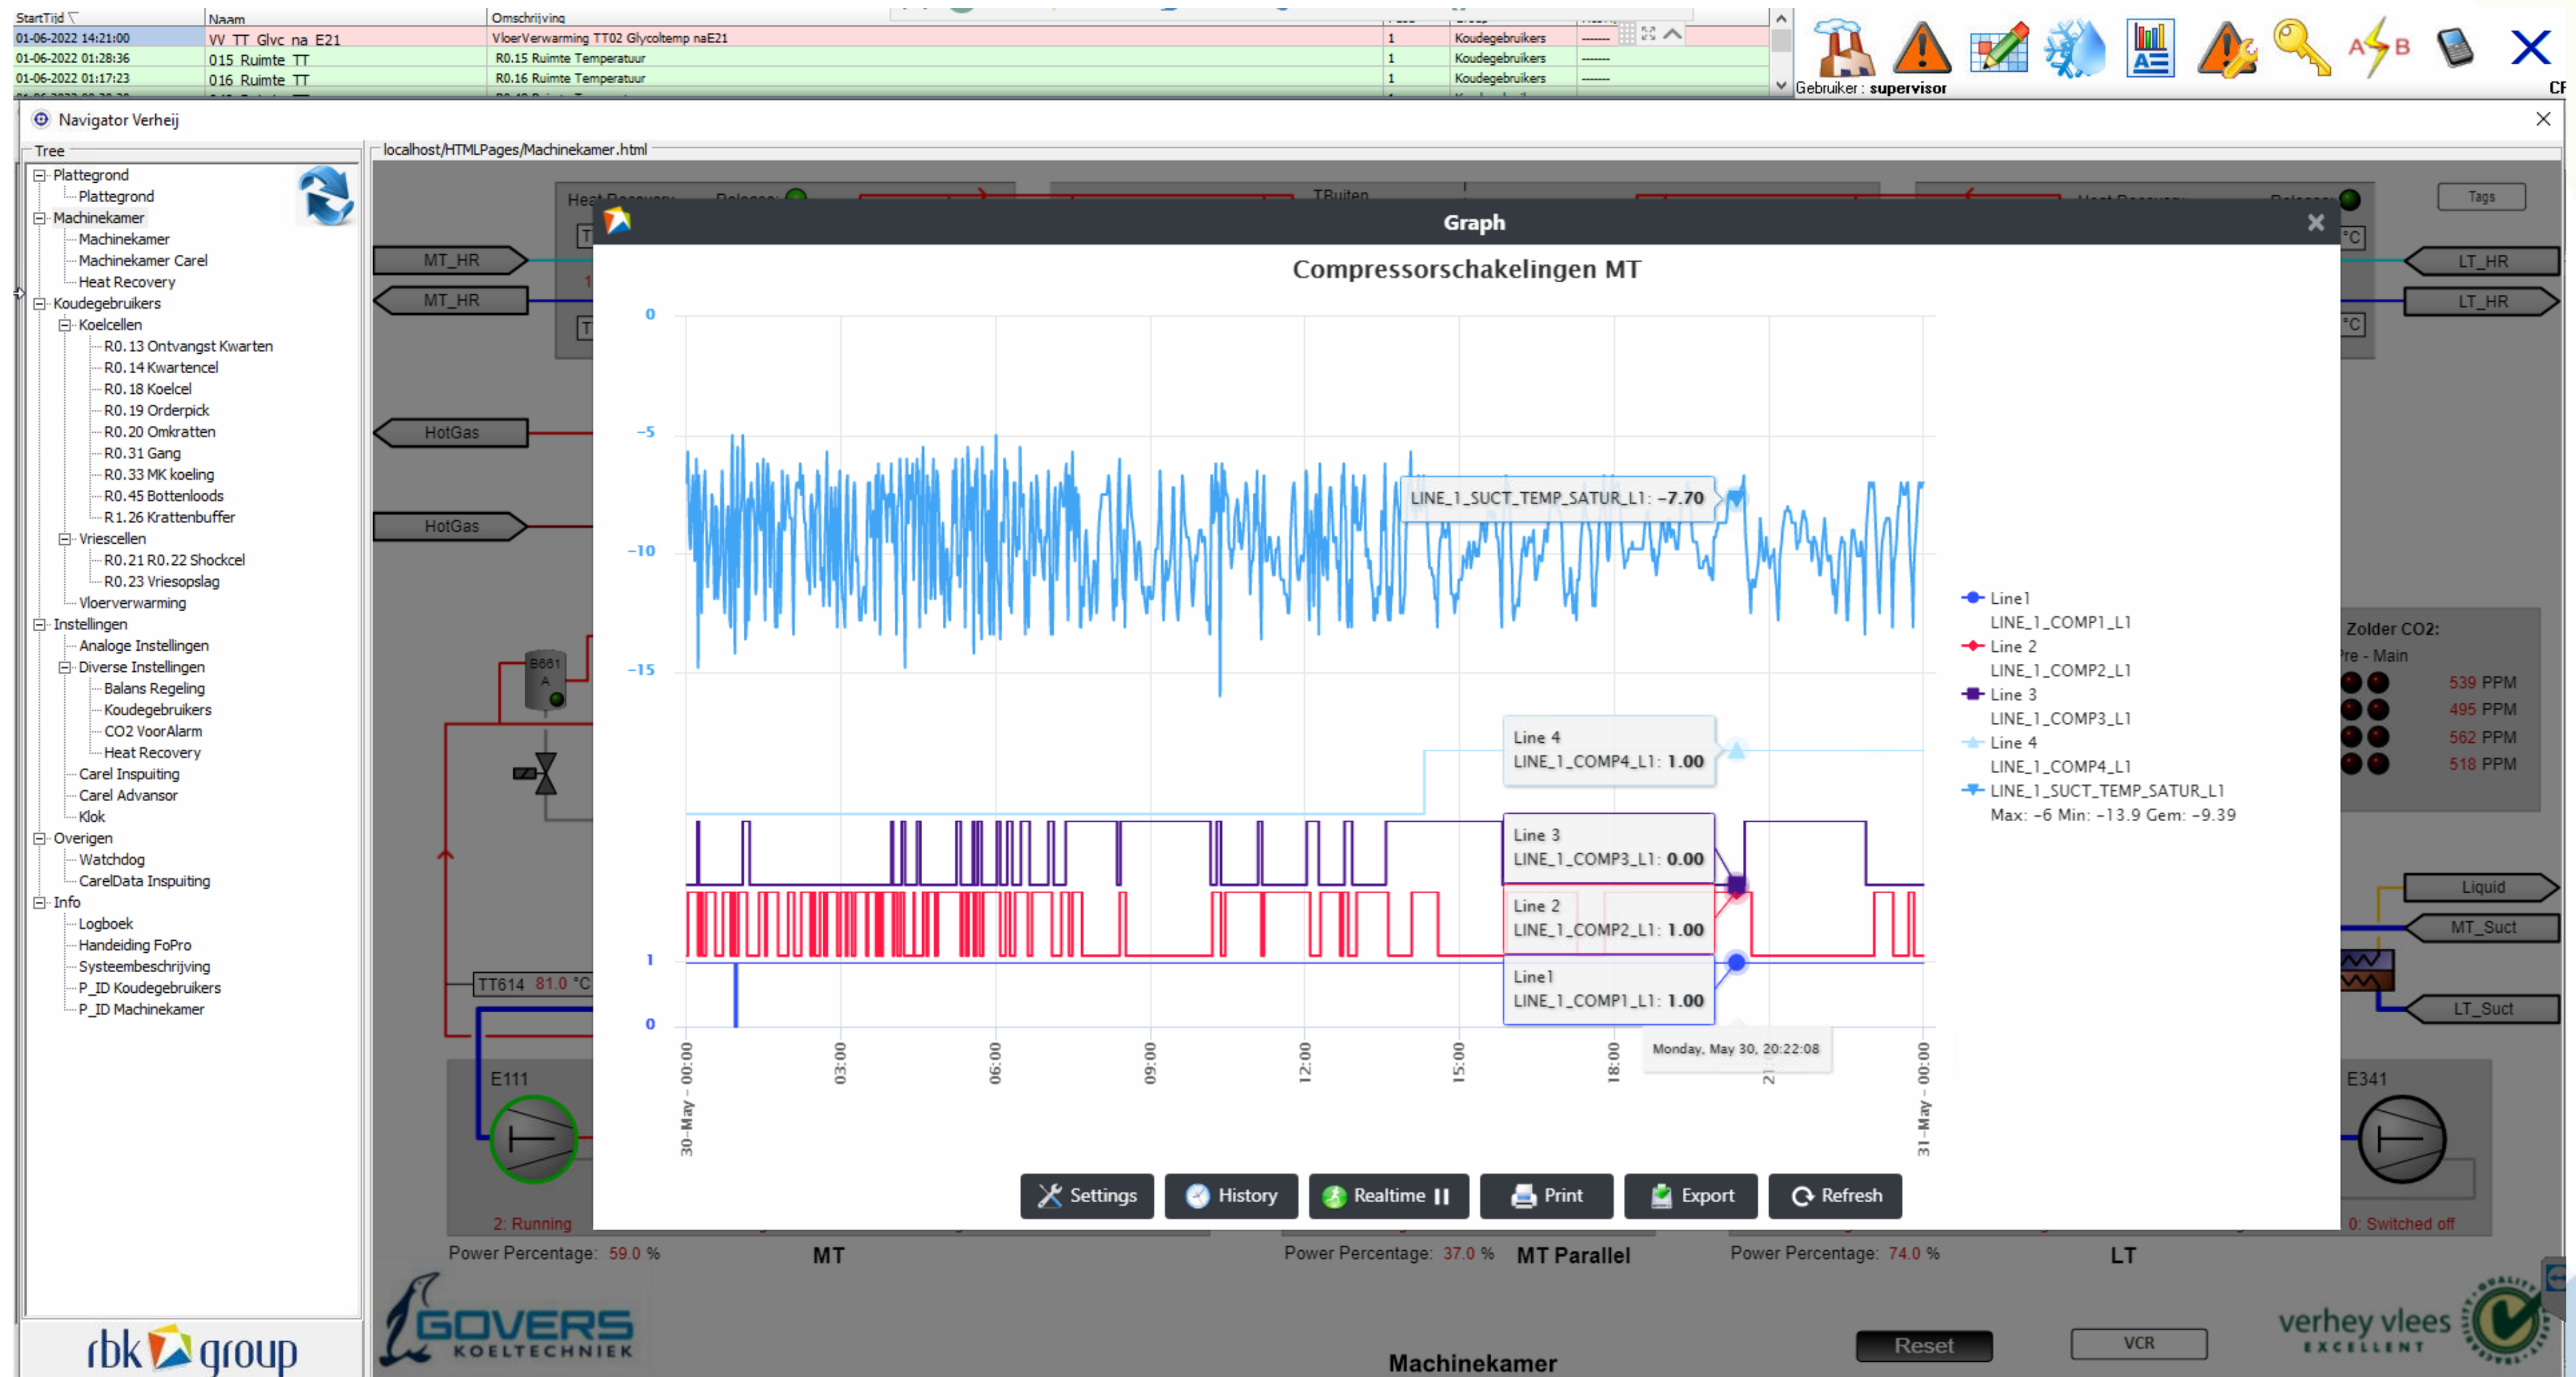 StartTijd
Naam
Omschrijving
01-06-2022 14:21:00 VV_TT_Glyc_na_E21 VloerVerwarming TT02 Glycoltemp naE21 1 Koudegebruikers -------
01-06-2022 01:28:36 015_Ruimte_TT R0.15 Ruimte Temperatuur 1 Koudegebruikers -------
01-06-2022 01:17:23 016_Ruimte_TT R0.16 Ruimte Temperatuur 1 Koudegebruikers -------
A B
Gebruiker : supervisor
Navigator Verheij
Tree
localhost/HTMLPages/Machinekamer.html
Plattegrond
Plattegrond
Machinekamer
Machinekamer
Machinekamer Carel
Heat Recovery
Koudegebruikers
Koelcellen
R0.13 Ontvangst Kwarten
R0.14 Kwartencel
R0.18 Koelcel
R0.19 Orderpick
R0.20 Omkratten
R0.31 Gang
R0.33 MK koeling
R0.45 Bottenloods
R1.26 Krattenbuffer
Vriescellen
R0.21 R0.22 Shockcel
R0.23 Vriesopslag
Vloerverwarming
Instellingen
Analoge Instellingen
Diverse Instellingen
Balans Regeling
Koudegebruikers
CO2 VoorAlarm
Heat Recovery
Carel Inspuiting
Carel Advansor
Klok
Overigen
Watchdog
CarelData Inspuiting
Info
Logboek
Handeiding FoPro
Systeembeschrijving
P_ID Koudegebruikers
P_ID Machinekamer
rbk group
TBuiten
Tags
MT_HR
MT_HR
HotGas
HotGas
B661
A
TT614 81.0 °C
E111
2: Running
Power Percentage: 59.0 %
MT
Graph
Compressorschakelingen MT
0
-5
-10
-15
1
0
LINE_1_SUCT_TEMP_SATUR_L1: -7.70
Line 4
LINE_1_COMP4_L1: 1.00
Line 3
LINE_1_COMP3_L1: 0.00
Line 2
LINE_1_COMP2_L1: 1.00
Line1
LINE_1_COMP1_L1: 1.00
Monday, May 30, 20:22:08
30-May - 00:00
03:00
06:00
09:00
12:00
15:00
18:00
31-May - 00:00
Line1
LINE_1_COMP1_L1
Line 2
LINE_1_COMP2_L1
Line 3
LINE_1_COMP3_L1
Line 4
LINE_1_COMP4_L1
LINE_1_SUCT_TEMP_SATUR_L1
Max: -6 Min: -13.9 Gem: -9.39
Settings
History
Realtime
Print
Export
Refresh
°C
LT_HR
LT_HR
°C
Zolder CO2:
- Main
539 PPM
495 PPM
562 PPM
518 PPM
Liquid
MT_Suct
LT_Suct
E341
0: Switched off
Power Percentage: 37.0 %
MT Parallel
Power Percentage: 74.0 %
LT
GOVERS
KOELTECHNIEK
Machinekamer
Reset
VCR
verhey vlees
EXCELLENT